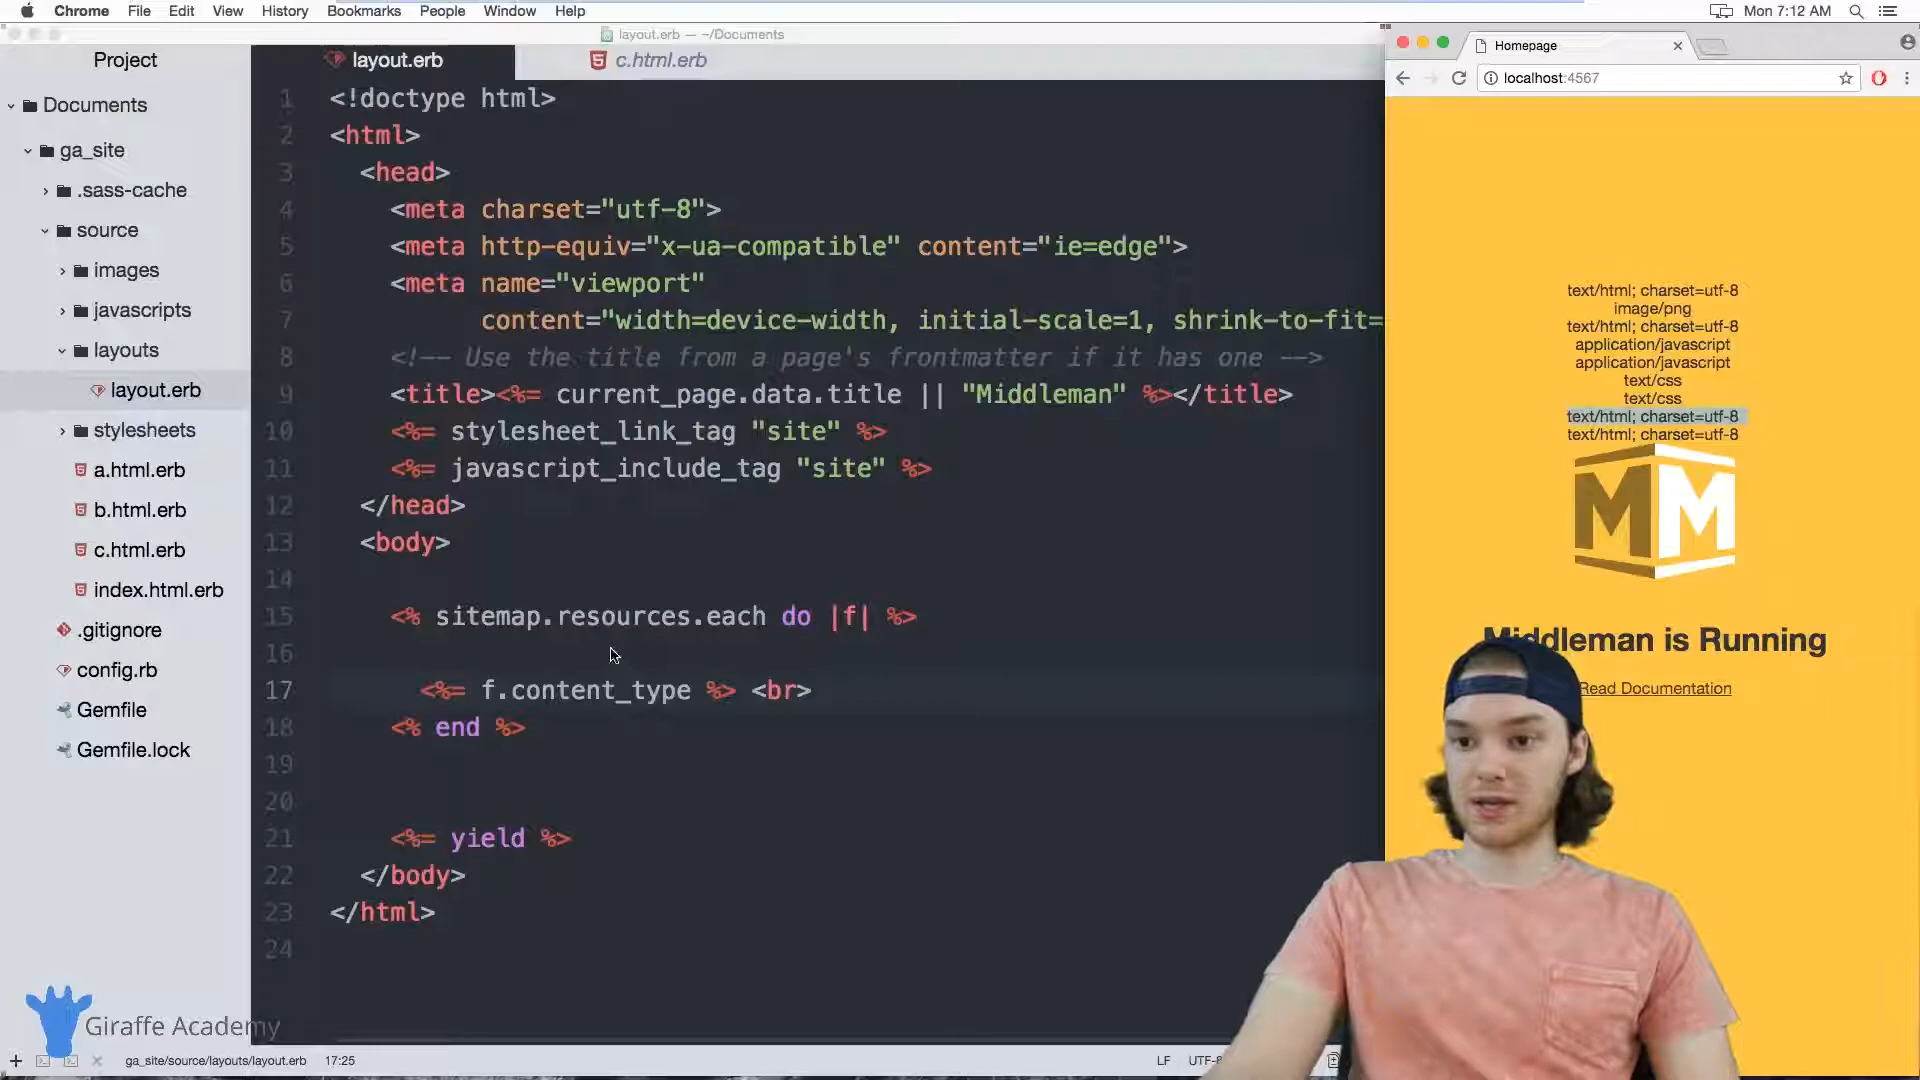 Chrome File Edit View History Bookmarks People Window Help
Mon 7:12 AM
layout.erb — ~/Documents
Project
Documents
ga_site
.sass-cache
source
images
javascripts
layouts
layout.erb
stylesheets
a.html.erb
b.html.erb
c.html.erb
index.html.erb
.gitignore
config.rb
Gemfile
Gemfile.lock
layout.erb
c.html.erb
1 <!doctype html>
2 <html>
3 <head>
4 <meta charset="utf-8">
5 <meta http-equiv="x-ua-compatible" content="ie=edge">
6 <meta name="viewport"
7 content="width=device-width, initial-scale=1, shrink-to-fit=
8 <!-- Use the title from a page's frontmatter if it has one -->
9 <title><%= current_page.data.title || "Middleman" %></title>
10 <%= stylesheet_link_tag "site" %>
11 <%= javascript_include_tag "site" %>
12 </head>
13 <body>
14
15 <% sitemap.resources.each do |f| %>
16
17 <%= f.content_type %> <br>
18 <% end %>
19
20
21 <%= yield %>
22 </body>
23 </html>
24
Giraffe Academy
ga_site/source/layouts/layout.erb 17:25
LF UTF-8
Homepage
localhost:4567
text/html; charset=utf-8
image/png
text/html; charset=utf-8
application/javascript
application/javascript
text/css
text/css
text/html; charset=utf-8
text/html; charset=utf-8
MM
Middleman is Running
Read Documentation